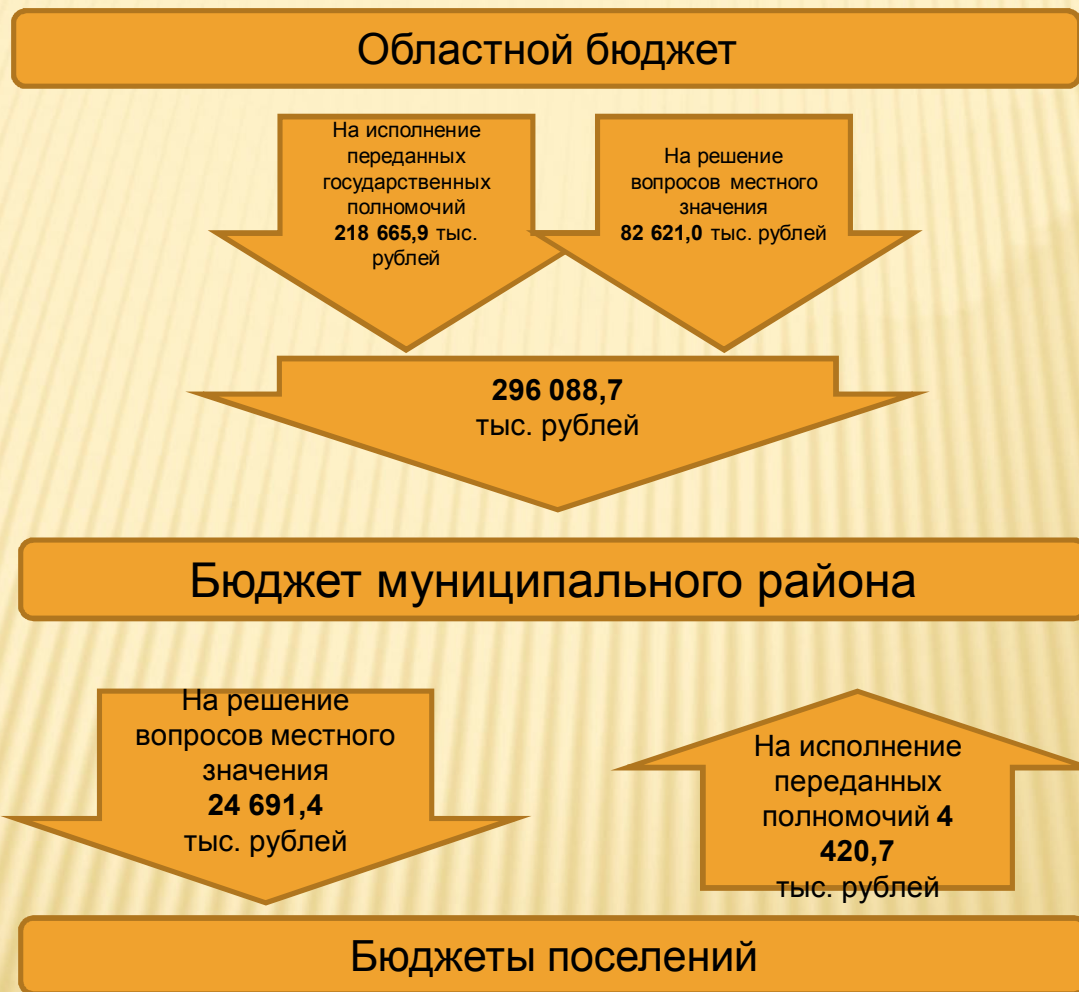 Областной бюджет
На исполнение
переданных
государственных
полномочий
218 665,9 тыс.
рублей
На решение
вопросов местного
значения
82 621,0 тыс. рублей
296 088,7
тыс. рублей
Бюджет муниципального района
На решение
вопросов местного
значения
24 691,4
тыс. рублей
На исполнение
переданных
полномочий 4
420,7
тыс. рублей
Бюджеты поселений